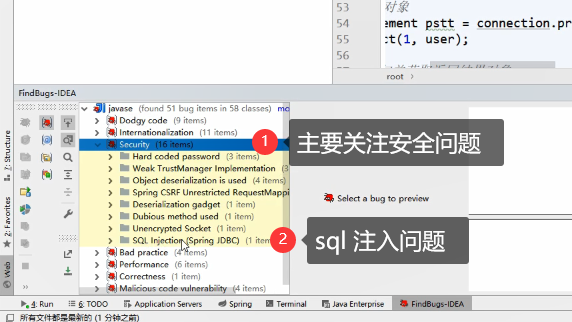 53
对象
54
ement pstt = connection.pr
55
ct(1, user);
56
57
root
FindBugs-IDEA
javase (found 51 bug items in 58 classes)
Dodgy code (9 items)
Internationalization (11 items)
Security (16 items)
1
主要关注安全问题
Hard coded password (3 items)
Weak TrustManager Implementation
Object deserialization is used (4 items)
Spring CSRF Unrestricted RequestMappi
Select a bug to preview
Deserialization gadget (1 item)
Dubious method used (1 item)
Unencrypted Socket (1 item)
SQL Injection (Spring JDBC) (1 item
2
sql 注入问题
Bad practice (4 items)
Performance (6 items)
Correctness (1 item)
Malicious code vulnerability (4 items)
7: Structure
2: Favorites
Web
4: Run
6: TODO
Application Servers
Spring
Terminal
Java Enterprise
FindBugs-IDEA
所有文件都是最新的 (1 分钟之前)